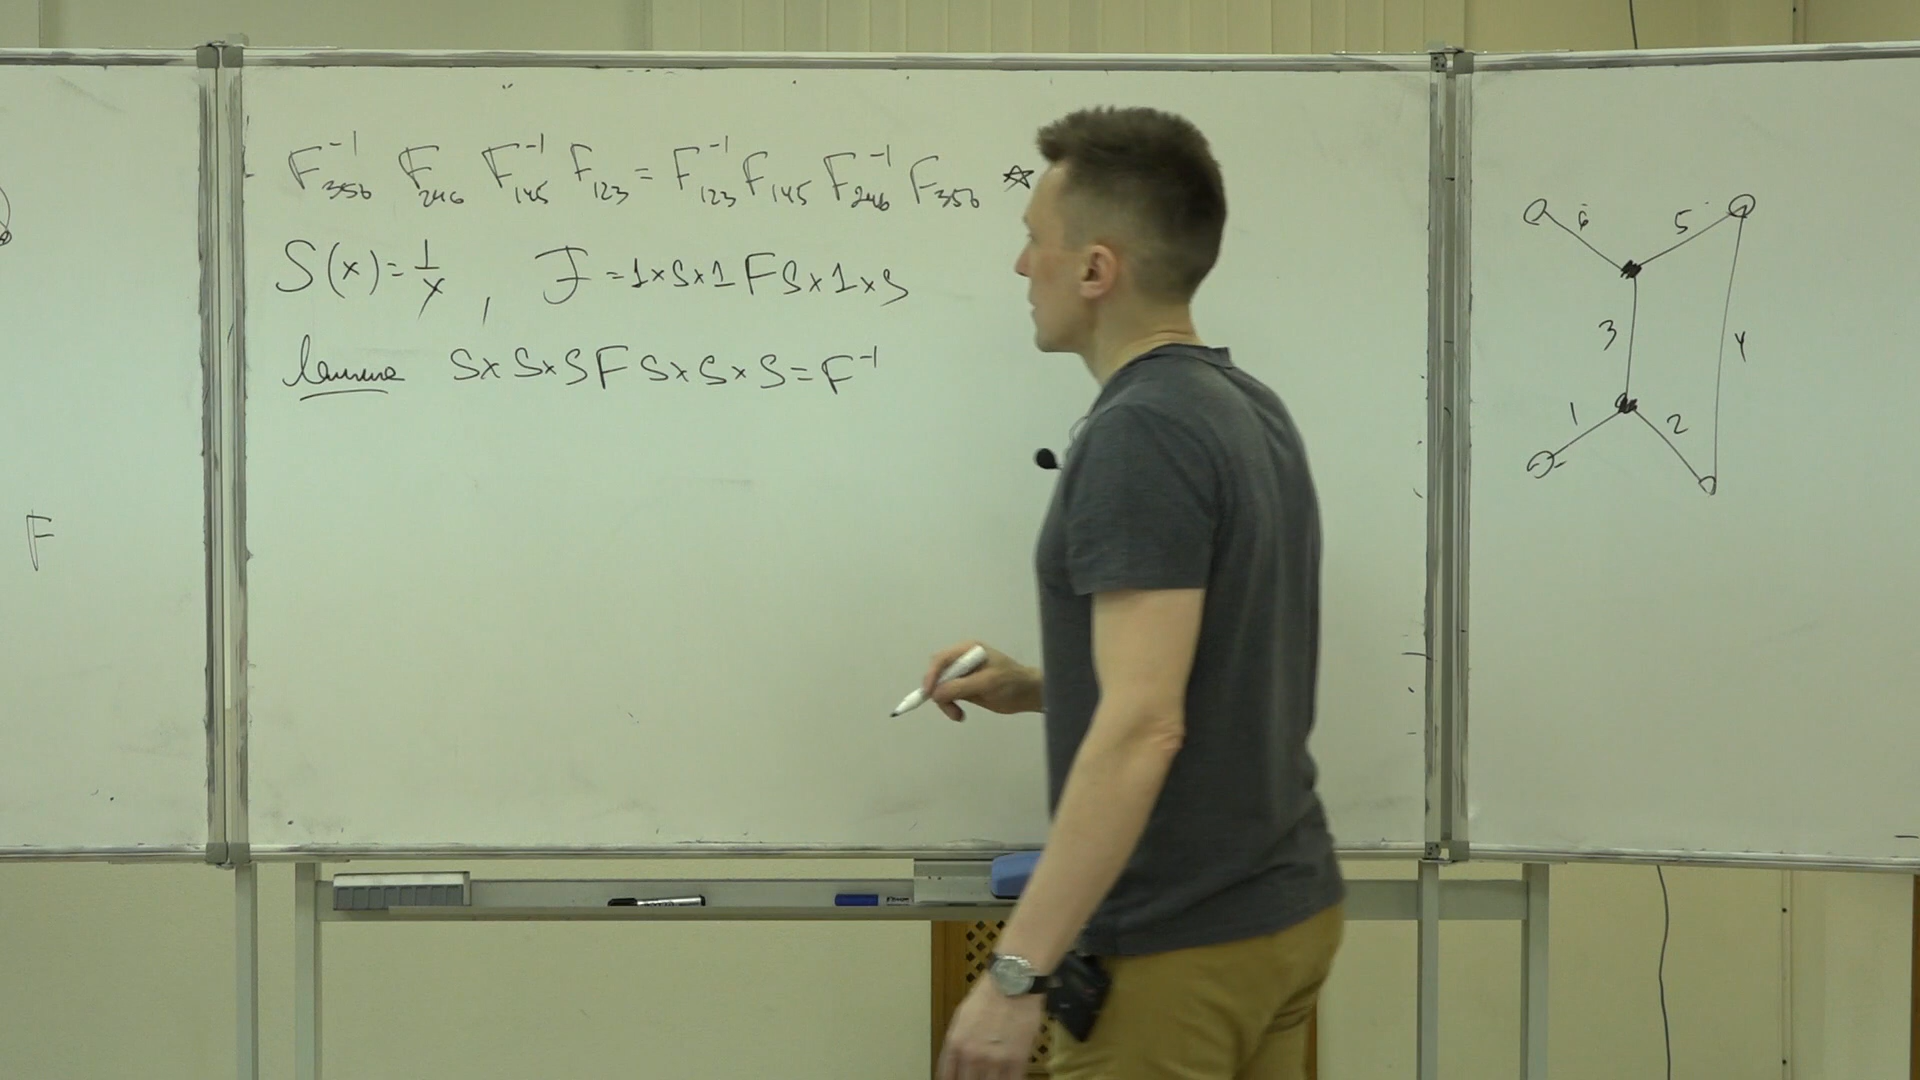 F
F⁻¹₃₅₆ F₂₄₆ F⁻¹₁₄₅ F₁₂₃ = F⁻¹₁₂₃ F₁₄₅ F⁻¹₂₄₆ F₃₅₆ ☆
S(x) = 1/x , J = 1×S×1 F S×1×S
S×S×S F S×S×S = F⁻¹
6 5
3 4
1 2